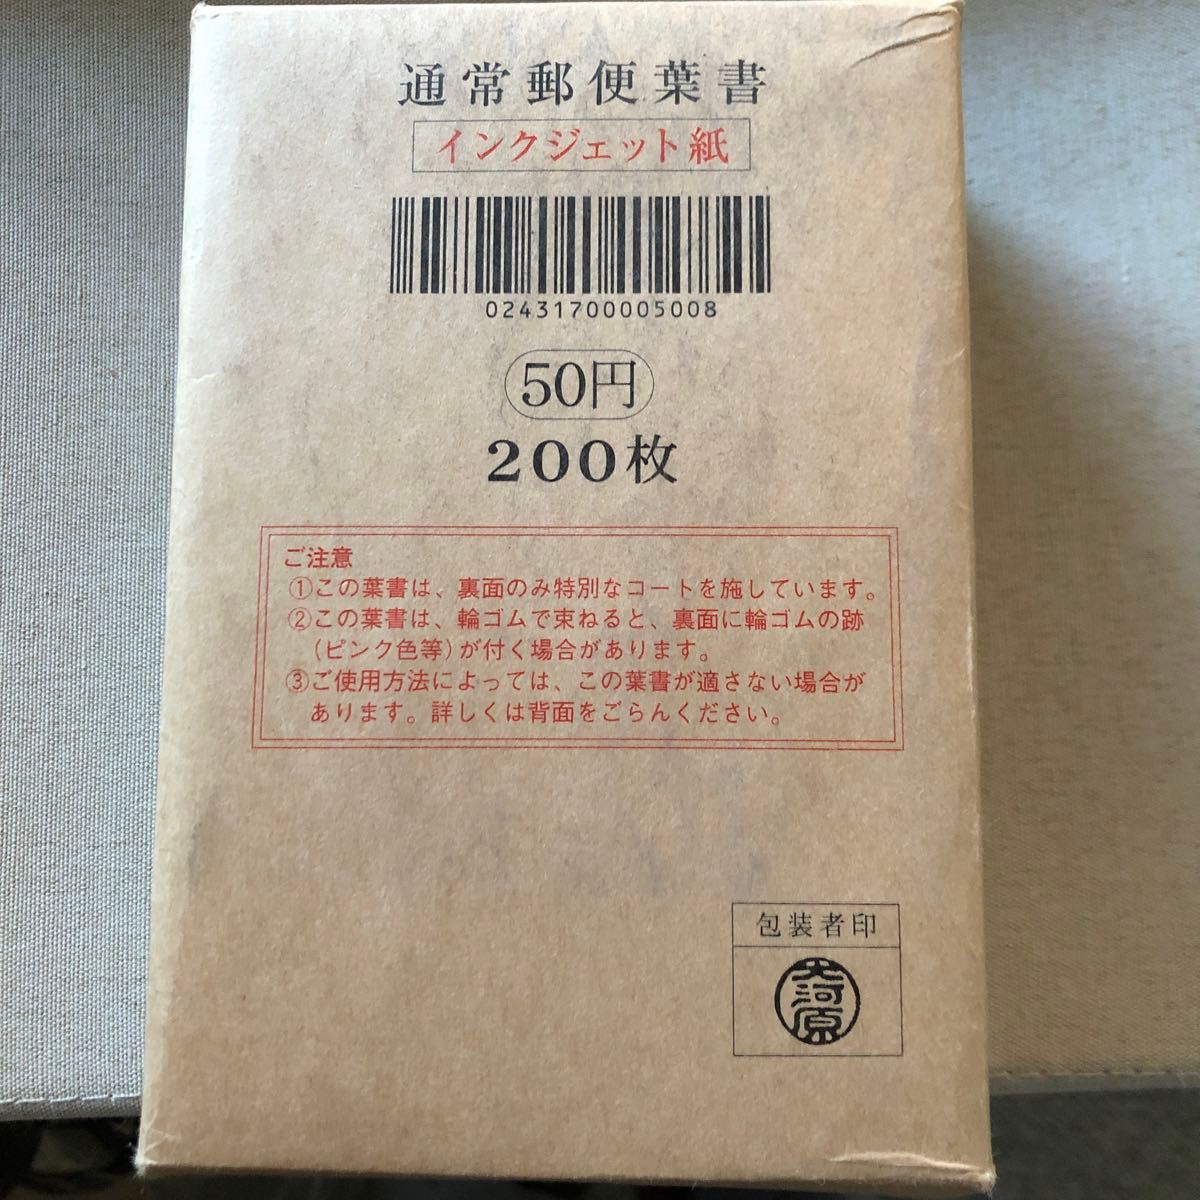 通常郵便葉書
インクジェット紙
02431700005008
50円
200枚
ご注意
①この葉書は、裏面のみ特別なコートを施しています。
②この葉書は、輪ゴムで束ねると、裏面に輪ゴムの跡
(ピンク色等)が付く場合があります。
③ご使用方法によっては、この葉書が適さない場合が
あります。詳しくは背面をごらんください。
包装者印
大河原